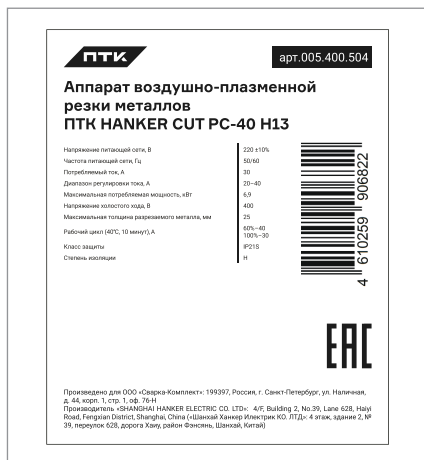 ПТК
арт.005.400.504
Аппарат воздушно-плазменной
резки металлов
ПТК HANKER CUT PC-40 H13
Напряжение питающей сети, В 220 ±10%
Частота питающей сети, Гц 50/60
Потребляемый ток, А 30
Диапазон регулировки тока, А 20–40
Максимальная потребляемая мощность, кВт 6,9
Напряжение холостого хода, В 400
Максимальная толщина разрезаемого металла, мм 25
Рабочий цикл (40°C, 10 минут), А 60%–40
100%–30
Класс защиты IP21S
Степень изоляции H
4 610259 906822
EAC
Произведено для ООО «Сварка-Комплект»: 199397, Россия, г. Санкт-Петербург, ул. Наличная,
д. 44, корп. 1, стр. 1, оф. 76-Н
Производитель «SHANGHAI HANKER ELECTRIC CO. LTD»: 4/F, Building 2, No.39, Lane 628, Haiyi
Road, Fengxian District, Shanghai, China («Шанхай Ханкер Илектрик КО. ЛТД»: 4 этаж, здание 2, №
39, переулок 628, дорога Хаиу, район Фэнсянь, Шанхай, Китай)